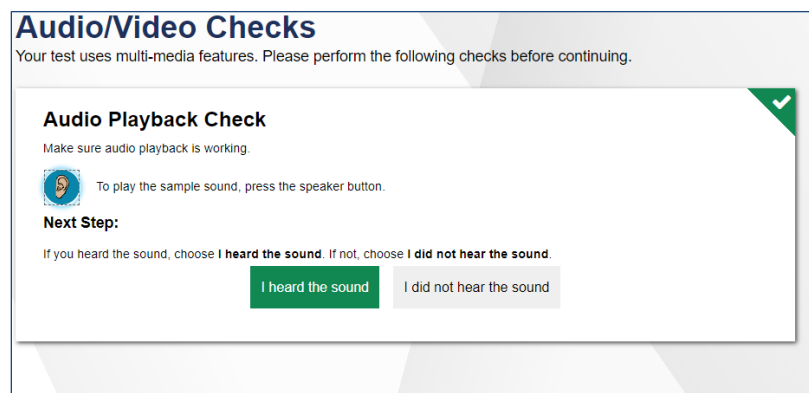 Audio/Video Checks
Your test uses multi-media features. Please perform the following checks before continuing.
Audio Playback Check
Make sure audio playback is working.
To play the sample sound, press the speaker button.
Next Step:
If you heard the sound, choose I heard the sound. If not, choose I did not hear the sound.
I heard the sound
I did not hear the sound